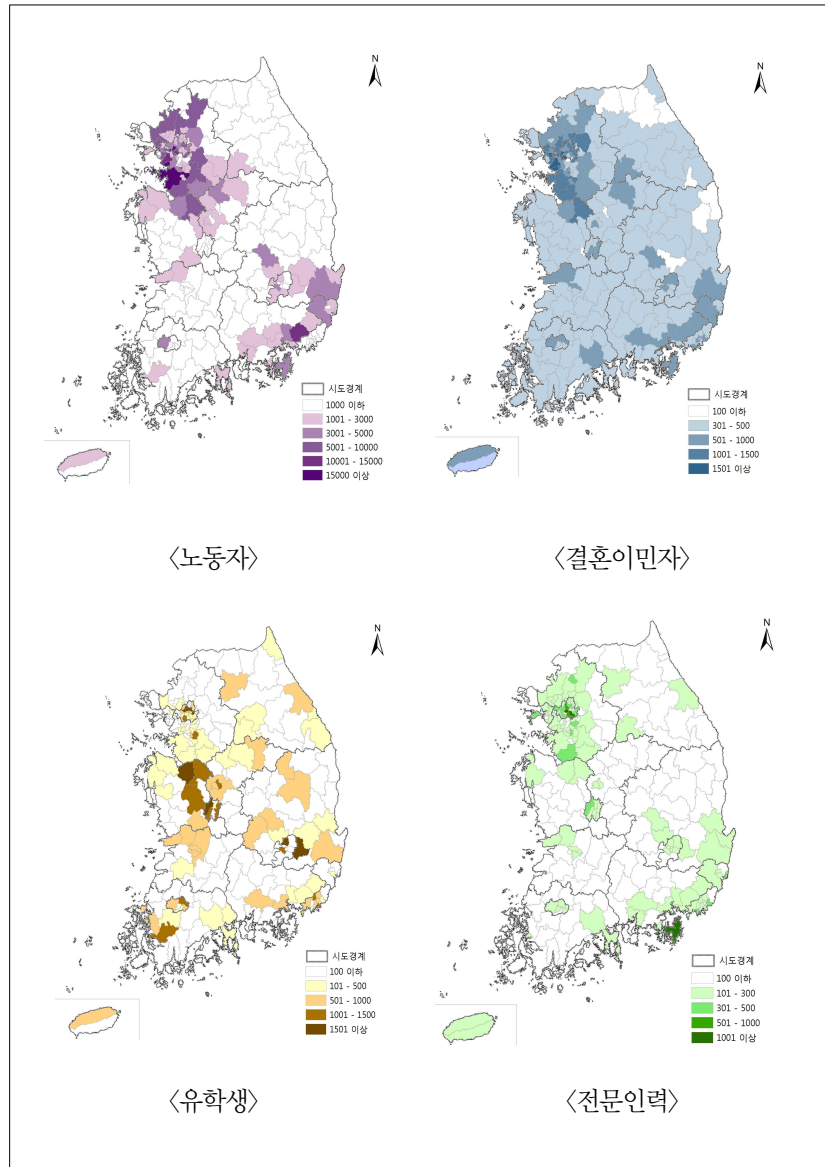 N
시도경계
1000 이하
1001 - 3000
3001 - 5000
5001 - 10000
10001 - 15000
15000 이상
〈노동자〉
N
시도경계
100 이하
301 - 500
501 - 1000
1001 - 1500
1501 이상
〈결혼이민자〉
N
시도경계
100 이하
101 - 500
501 - 1000
1001 - 1500
1501 이상
〈유학생〉
N
시도경계
100 이하
101 - 300
301 - 500
501 - 1000
1001 이상
〈전문인력〉